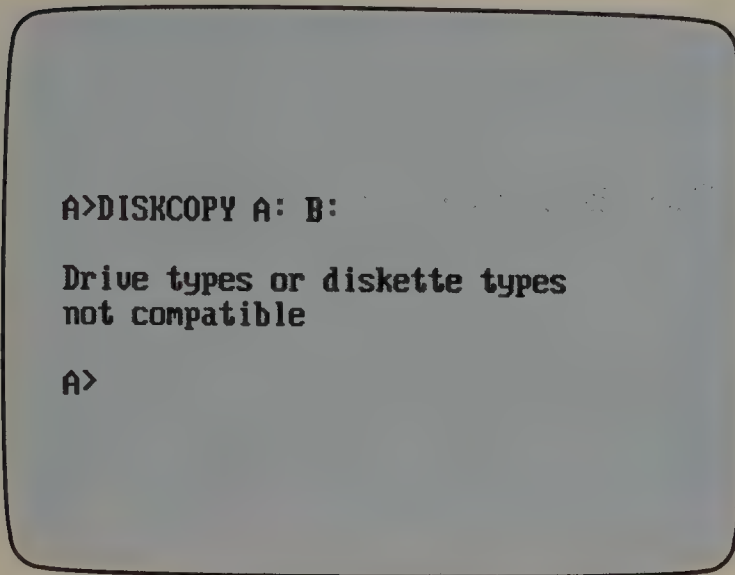 A>DISKCOPY A: B:
Drive types or diskette types
not compatible
A>